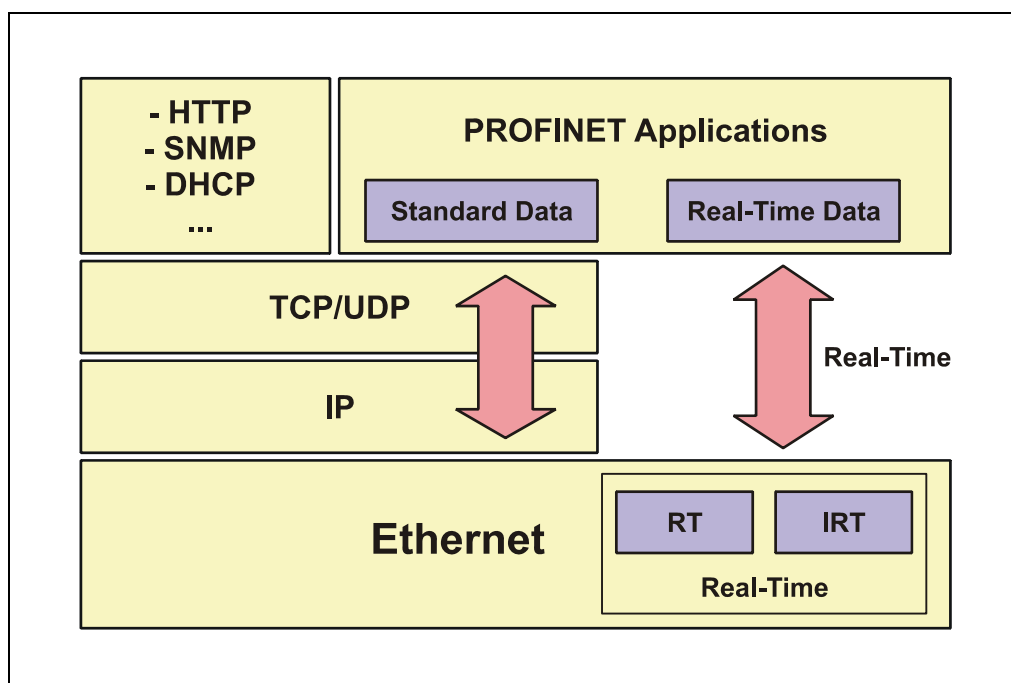 - HTTP
- SNMP
- DHCP
...
PROFINET Applications
Standard Data
Real-Time Data
TCP/UDP
Real-Time
IP
Ethernet
RT
IRT
Real-Time